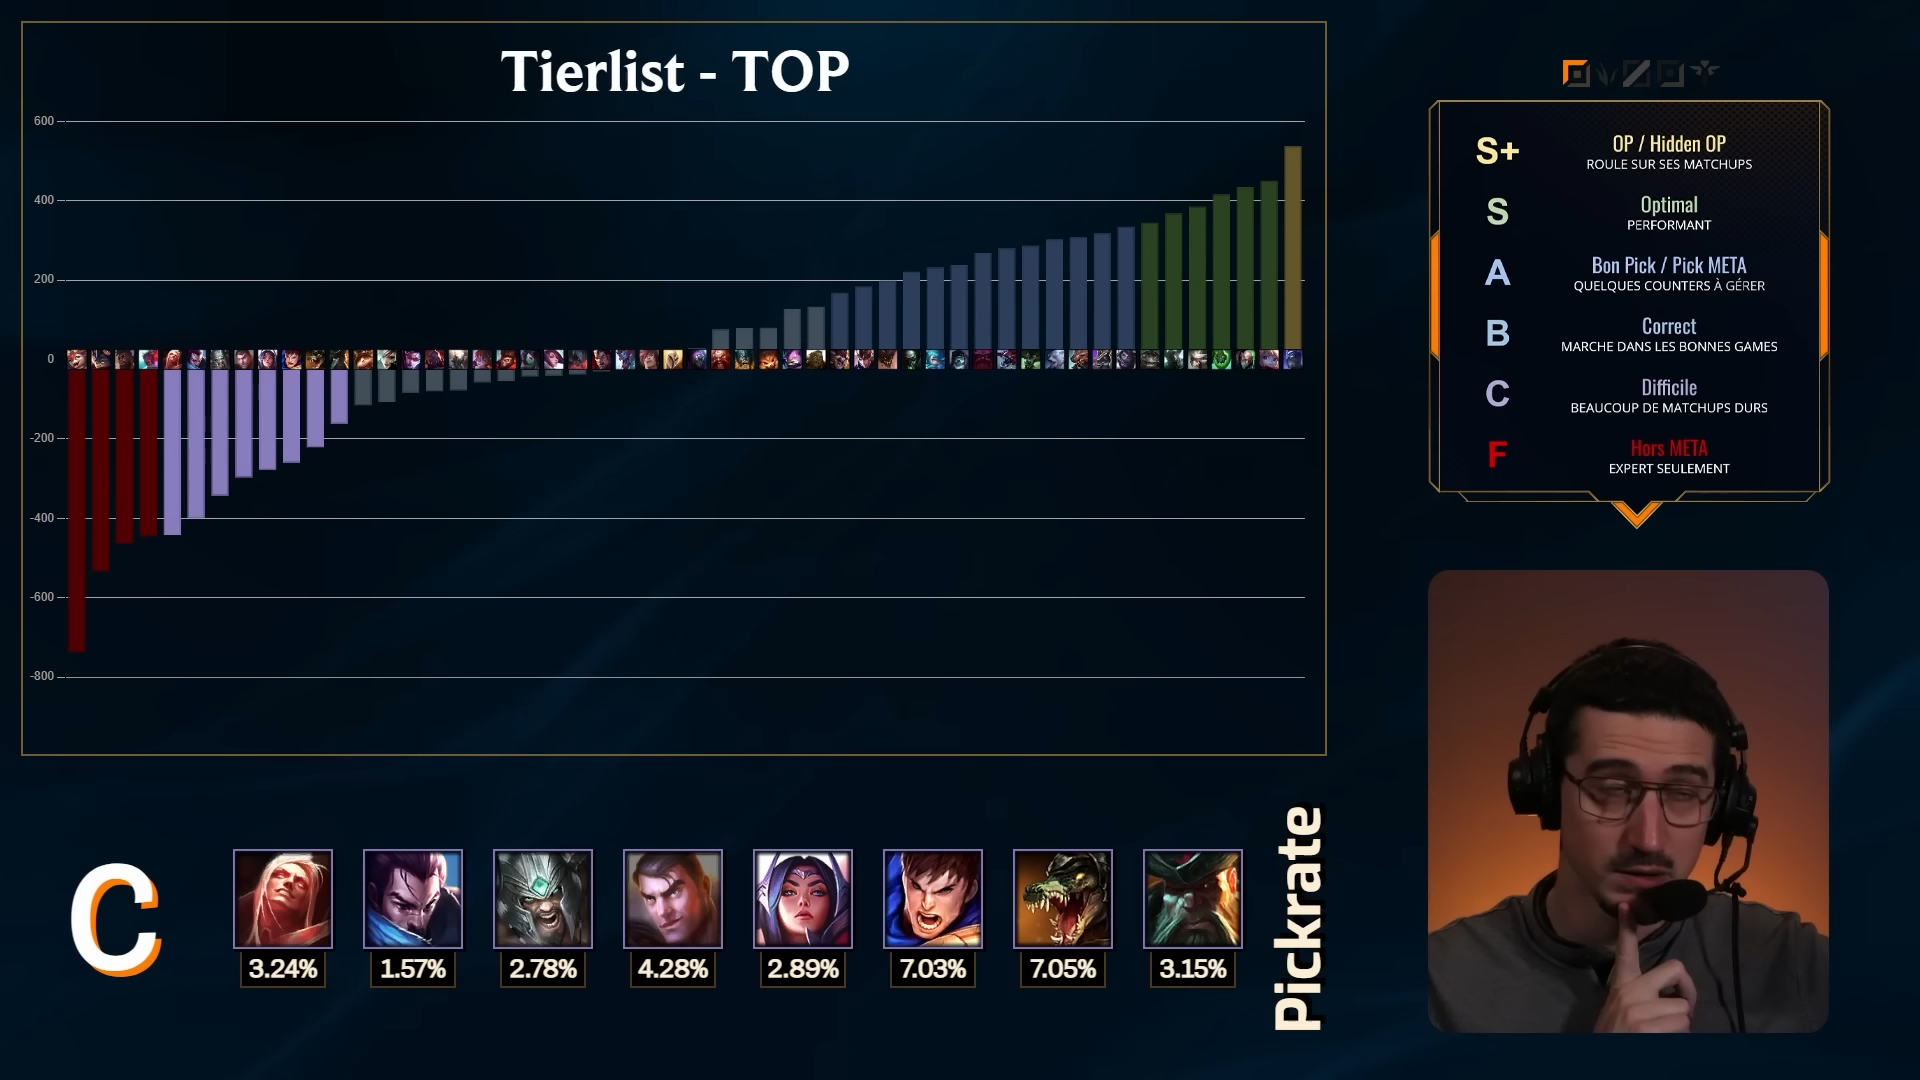 Tierlist - TOP
600
400
200
0
-200
-400
-600
-800
S+
OP / Hidden OP
ROULE SUR SES MATCHUPS
S
Optimal
PERFORMANT
A
Bon Pick / Pick META
QUELQUES COUNTERS À GÉRER
B
Correct
MARCHE DANS LES BONNES GAMES
C
Difficile
BEAUCOUP DE MATCHUPS DURS
F
Hors META
EXPERT SEULEMENT
C
3.24% 1.57% 2.78% 4.28% 2.89% 7.03% 7.05% 3.15%
Pickrate